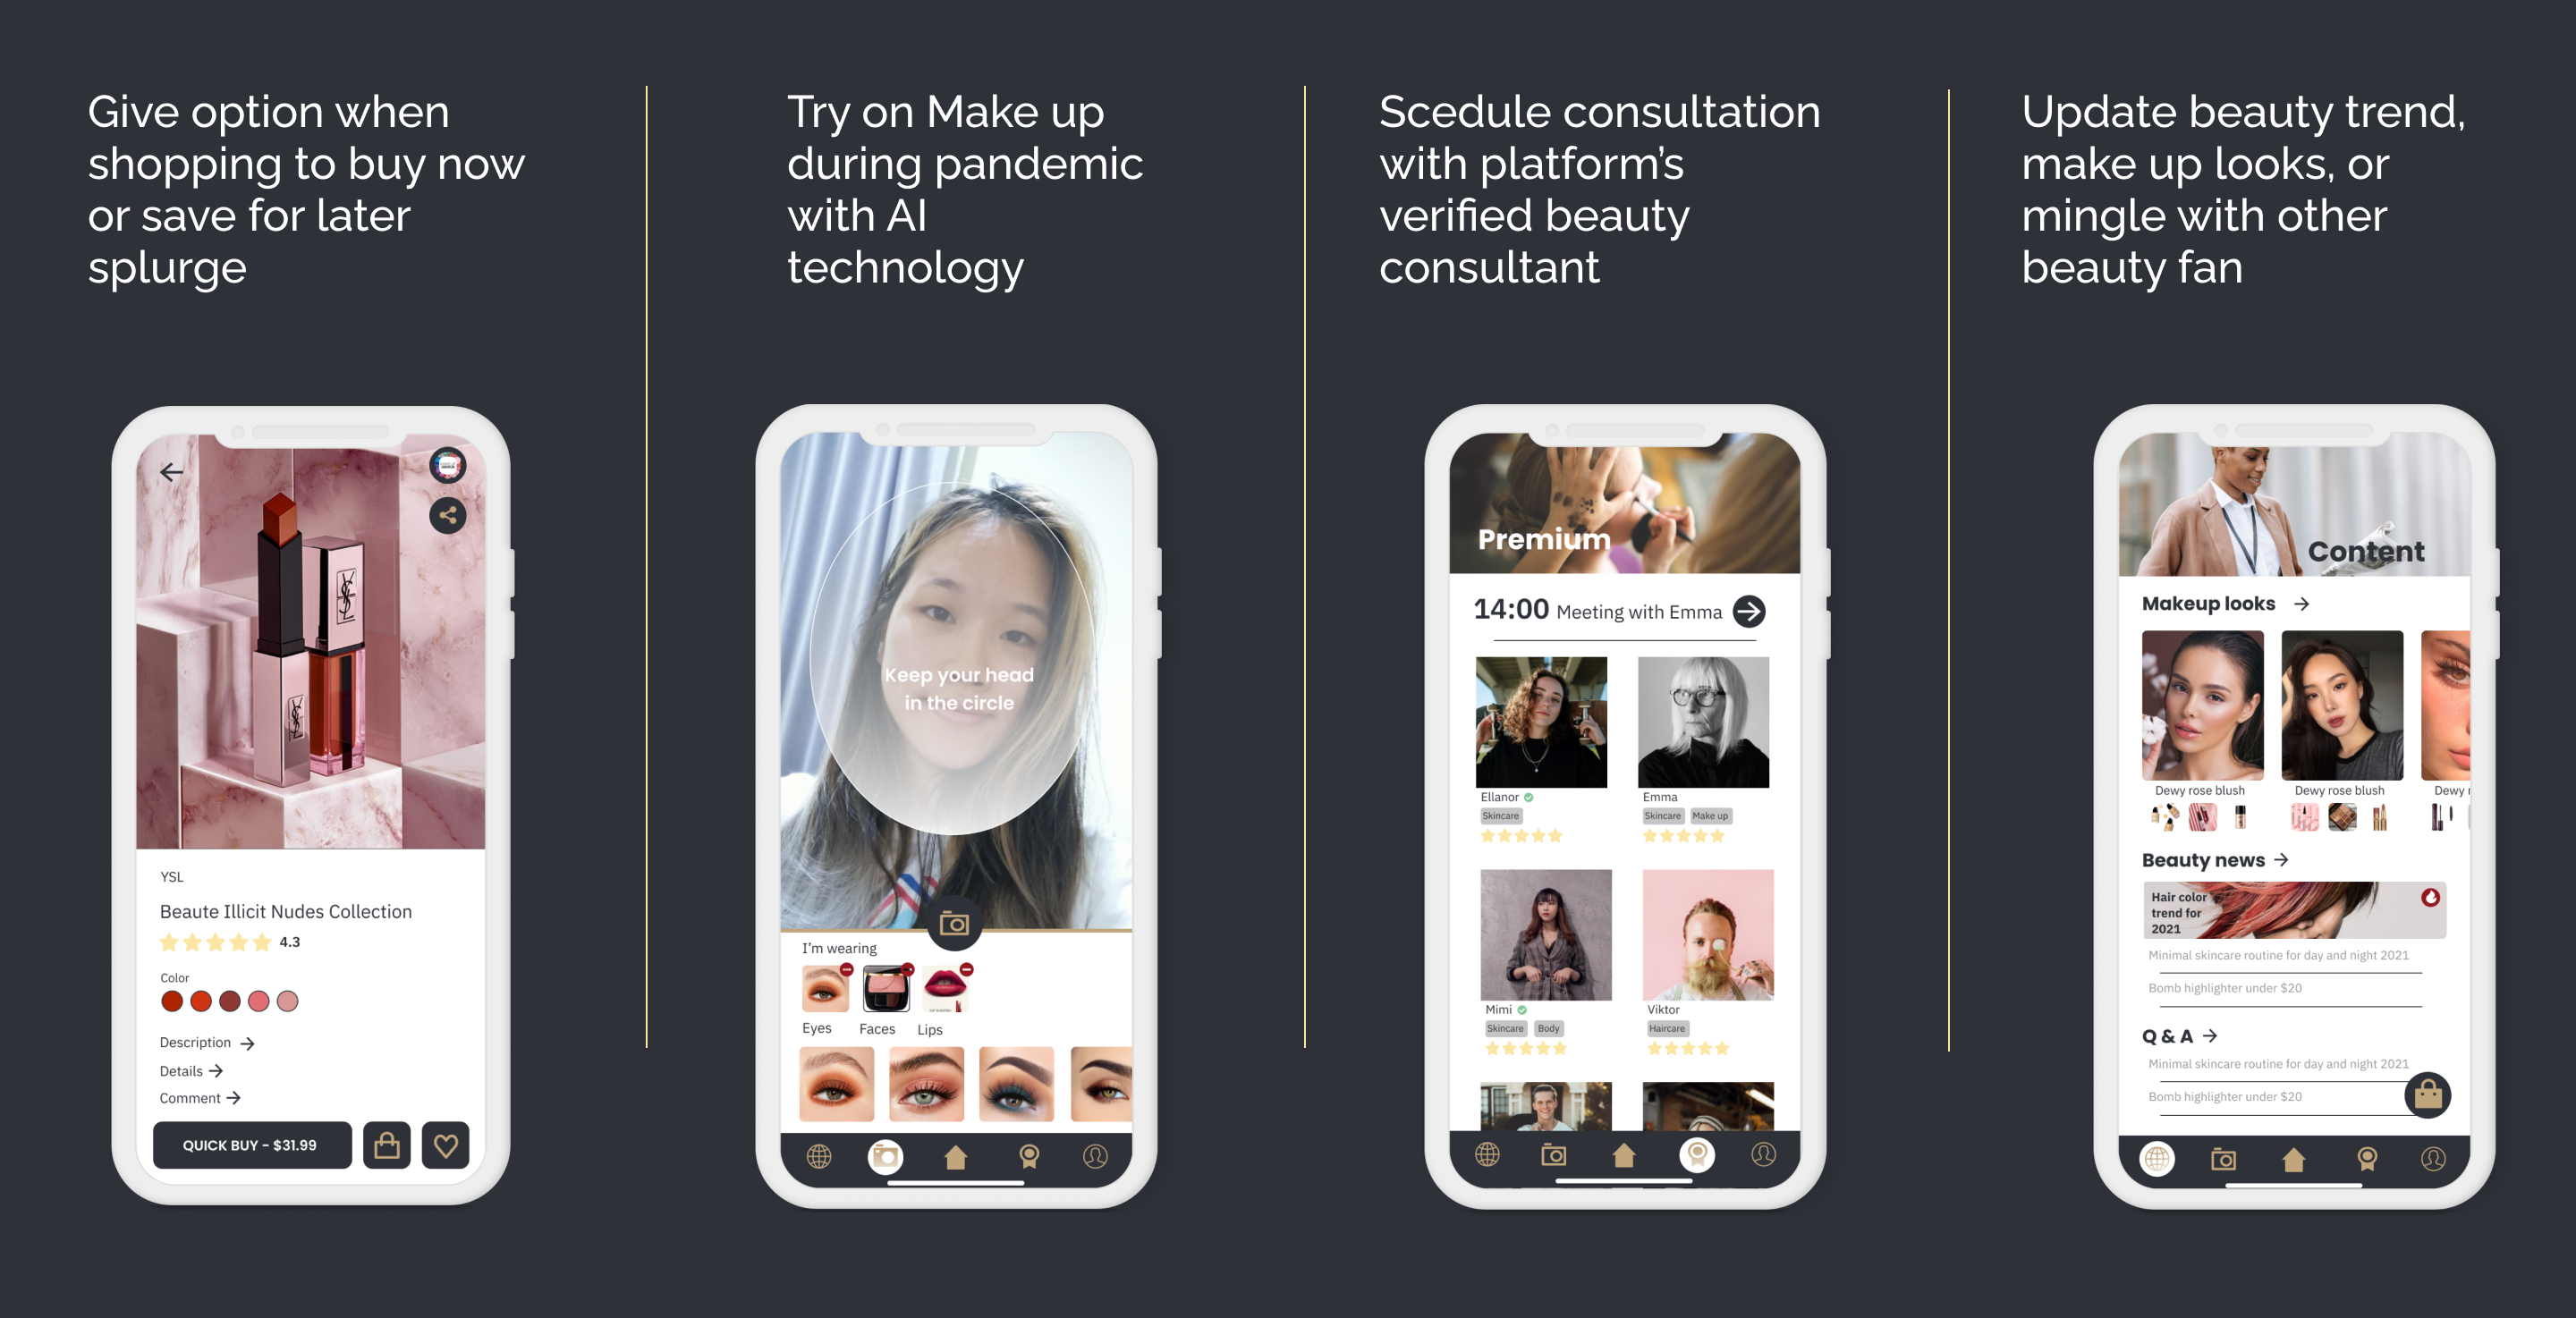 Give option when
shopping to buy now
or save for later
splurge
YSL
Beaute Illicit Nudes Collection
4.3
Color
Description
Details
Comment
QUICK BUY - $31.99
Try on Make up
during pandemic
with AI
technology
Keep your head
in the circle
I'm wearing
Eyes Faces Lips
Scedule consultation
with platform's
verified beauty
consultant
Premium
14:00 Meeting with Emma
Ellanor Emma
Skincare Skincare Make up
Mimi Viktor
Skincare Body Haircare
Update beauty trend,
make up looks, or
mingle with other
beauty fan
Content
Makeup looks
Dewy rose blush Dewy rose blush Dewy
Beauty news
Hair color
trend for
2021
Minimal skincare routine for day and night 2021
Bomb highlighter under $20
Q & A
Minimal skincare routine for day and night 2021
Bomb highlighter under $20